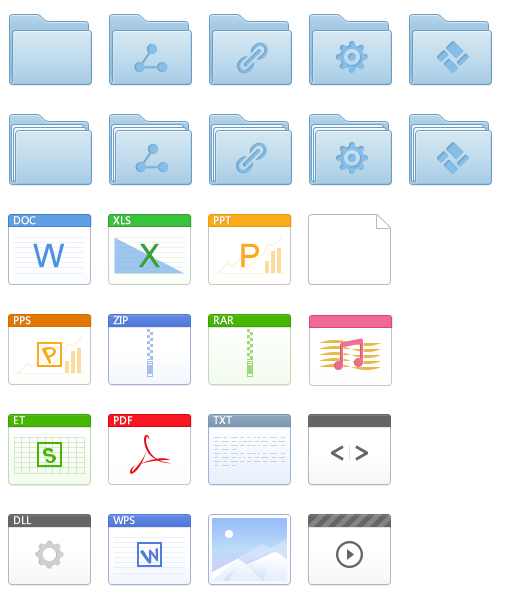 DOC XLS PPT
W X P
PPS ZIP RAR
P
ET PDF TXT
S
DLL WPS
W